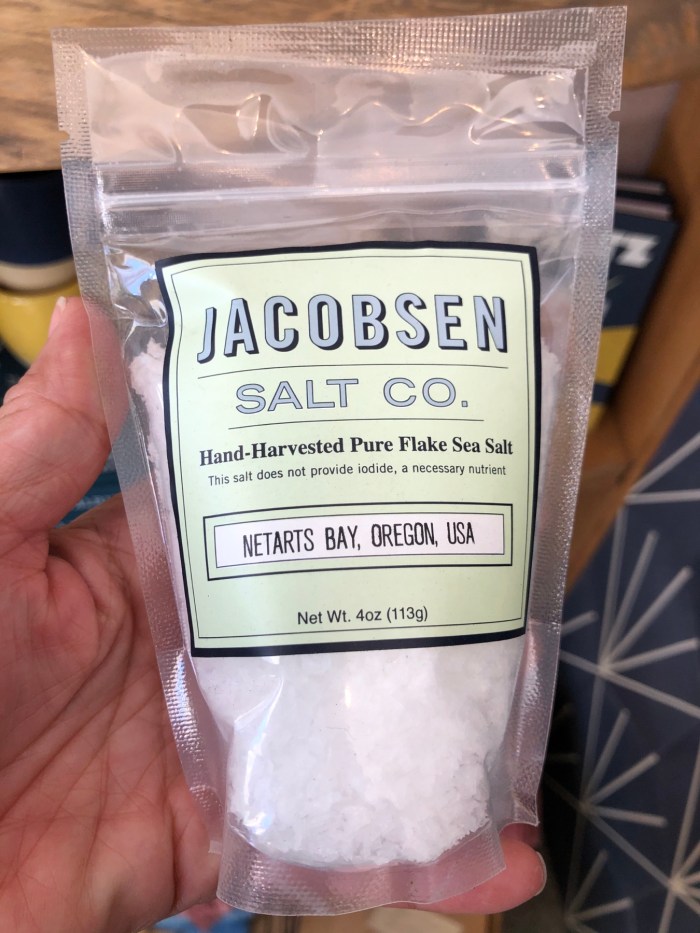 JACOBSEN
SALT CO.
Hand-Harvested Pure Flake Sea Salt
This salt does not provide iodide, a necessary nutrient
NETARTS BAY, OREGON, USA
Net Wt. 4oz (113g)